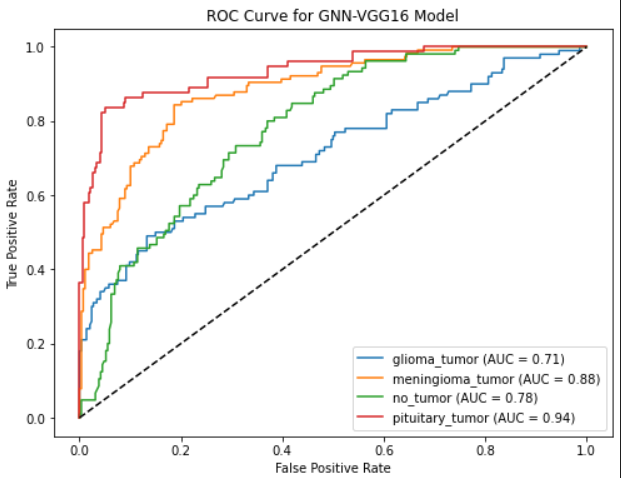 ROC Curve for GNN-VGG16 Model
True Positive Rate
1.0
0.8
0.6
0.4
0.2
0.0
glioma_tumor (AUC = 0.71)
meningioma_tumor (AUC = 0.88)
no_tumor (AUC = 0.78)
pituitary_tumor (AUC = 0.94)
0.0 0.2 0.4 0.6 0.8 1.0
False Positive Rate